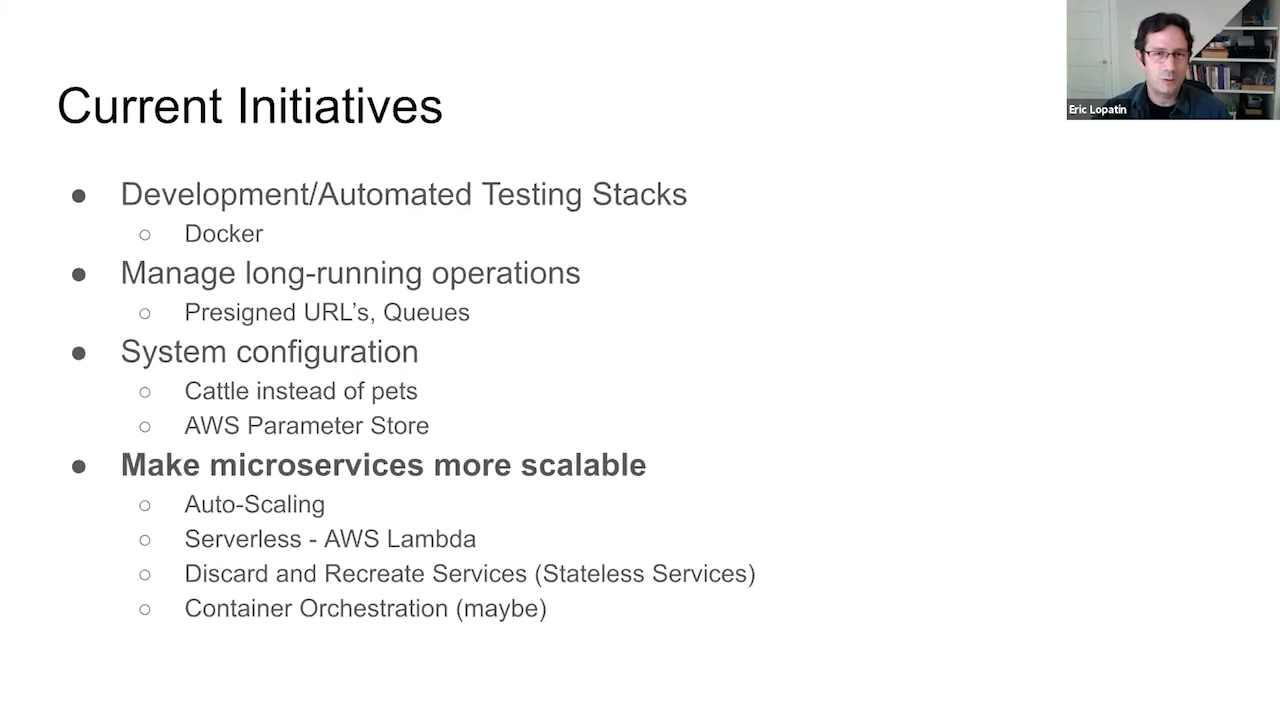 Current Initiatives
Eric Lopatin
● Development/Automated Testing Stacks
○ Docker
● Manage long-running operations
○ Presigned URL’s, Queues
● System configuration
○ Cattle instead of pets
○ AWS Parameter Store
● Make microservices more scalable
○ Auto-Scaling
○ Serverless - AWS Lambda
○ Discard and Recreate Services (Stateless Services)
○ Container Orchestration (maybe)